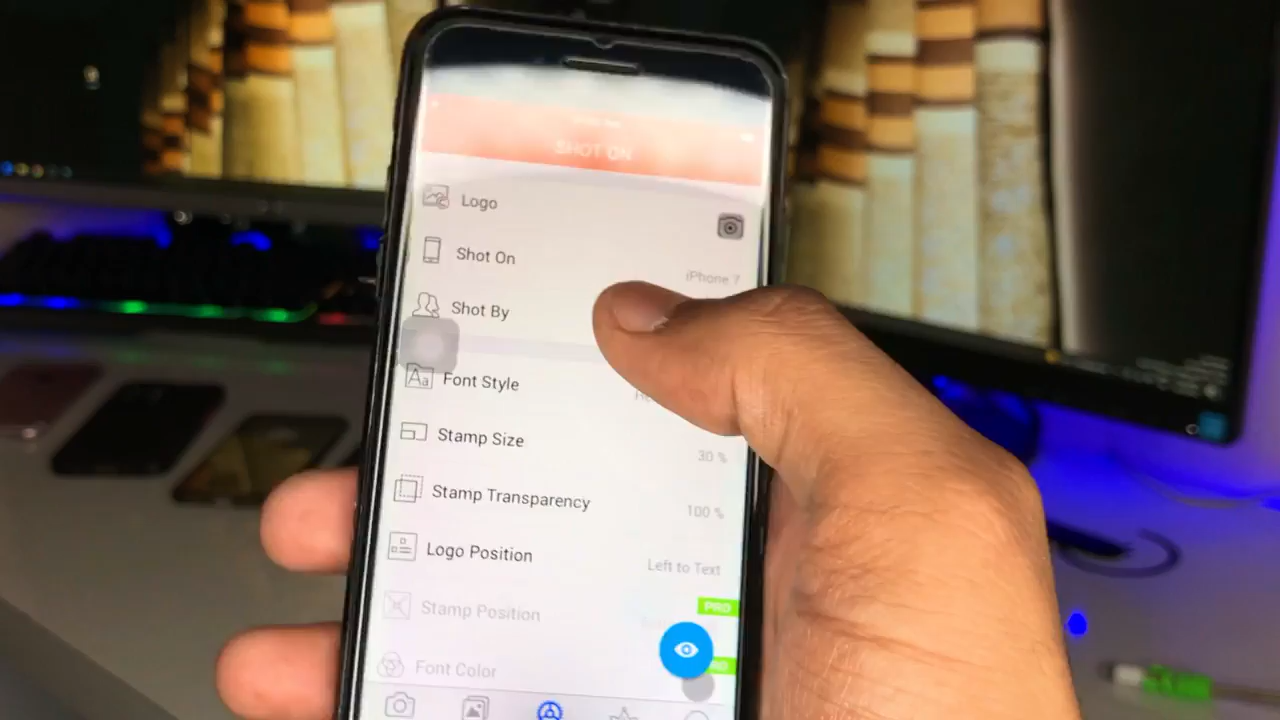 SHOT ON
Logo
Shot On
iPhone 7
Shot By
Font Style
Stamp Size
30 %
Stamp Transparency
100 %
Logo Position
Left to Text
Stamp Position
PRO
Font Color